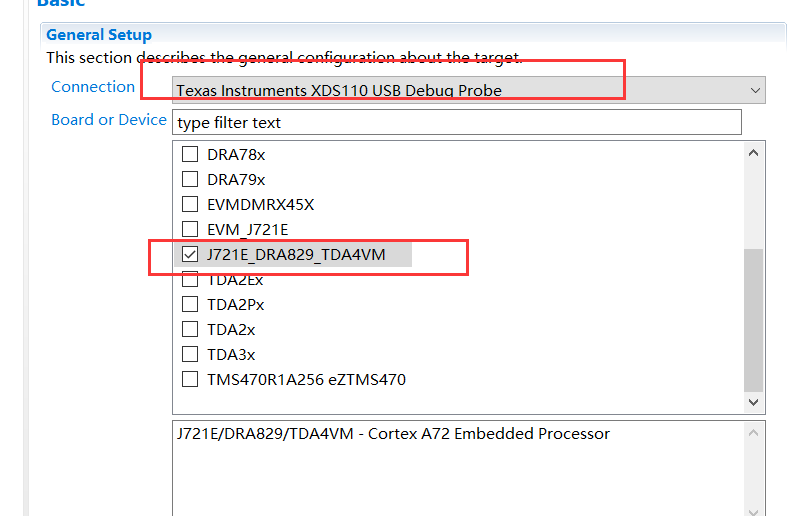 Basic
General Setup
This section describes the general configuration about the target.
Connection Texas Instruments XDS110 USB Debug Probe
Board or Device type filter text
DRA78x
DRA79x
EVMDMRX45X
EVM_J721E
J721E_DRA829_TDA4VM
TDA2Ex
TDA2Px
TDA2x
TDA3x
TMS470R1A256 eZTMS470
J721E/DRA829/TDA4VM - Cortex A72 Embedded Processor